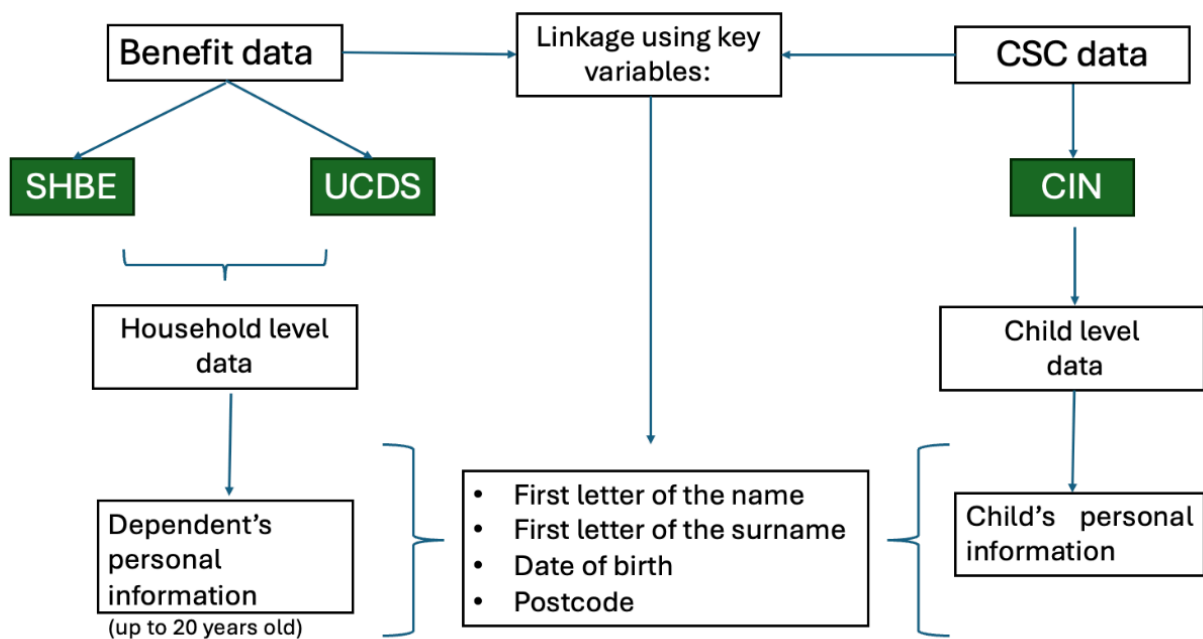 Benefit data
Linkage using key
variables:
CSC data
SHBE
UCDS
CIN
Household level
data
Child level
data
Dependent’s
personal
information
(up to 20 years old)
• First letter of the name
• First letter of the surname
• Date of birth
• Postcode
Child’s personal
information